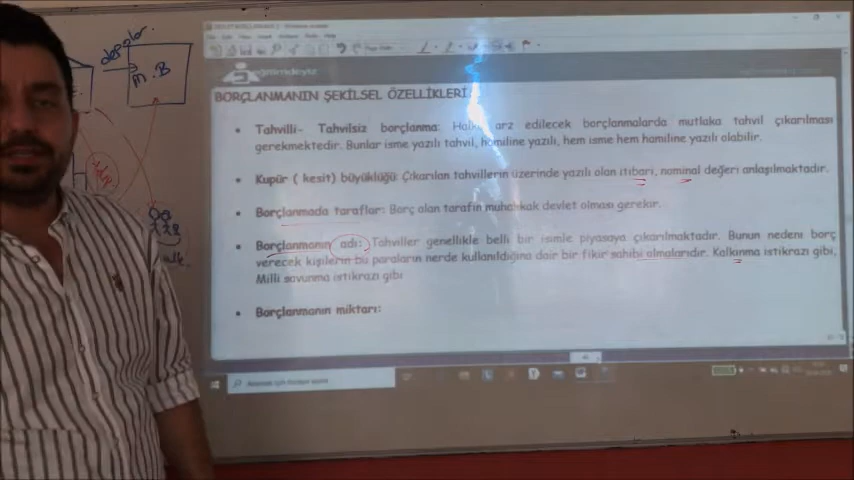 depolar.
M.B
eğitimdeyiz
BORÇLANMANIN ŞEKİLSEL ÖZELLİKLERİ:
• Tahvilli- Tahvilsiz borçlanma: Halka arz edilecek borçlanmalarda mutlaka tahvil çıkarılması
gerekmektedir. Bunlar isme yazılı tahvil, hamiline yazılı, hem isme hem hamiline yazılı olabilir.
• Kupür ( kesit) büyüklüğü: Çıkarılan tahvillerin üzerinde yazılı olan itibari, nominal değeri anlaşılmaktadır.
• Borçlanmada taraflar: Borç alan tarafın muhakkak devlet olması gerekir.
• Borçlanmanın adı: Tahviller genellikle belli bir isimle piyasaya çıkarılmaktadır. Bunun nedeni borç
verecek kişilerin bu paraların nerde kullanıldığına dair bir fikir sahibi olmalarıdır. Kalkınma istikrazı gibi,
Milli savunma istikrazı gibi
• Borçlanmanın miktarı: